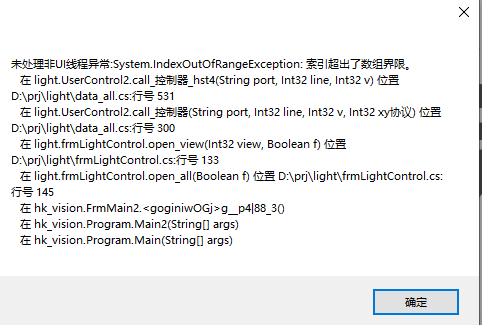 未处理非UI线程异常:System.IndexOutOfRangeException: 索引超出了数组界限。
在 light.UserControl2.call_控制器_hst4(String port, Int32 line, Int32 v) 位置
D:\prj\light\data_all.cs:行号 531
在 light.UserControl2.call_控制器(String port, Int32 line, Int32 v, Int32 xy协议) 位置
D:\prj\light\data_all.cs:行号 300
在 light.frmLightControl.open_view(Int32 view, Boolean f) 位置
D:\prj\light\frmLightControl.cs:行号 133
在 light.frmLightControl.open_all(Boolean f) 位置 D:\prj\light\frmLightControl.cs:
行号 145
在 hk_vision.FrmMain2.<goginiwOGj>g__p4|88_3()
在 hk_vision.Program.Main2(String[] args)
在 hk_vision.Program.Main(String[] args)
确定